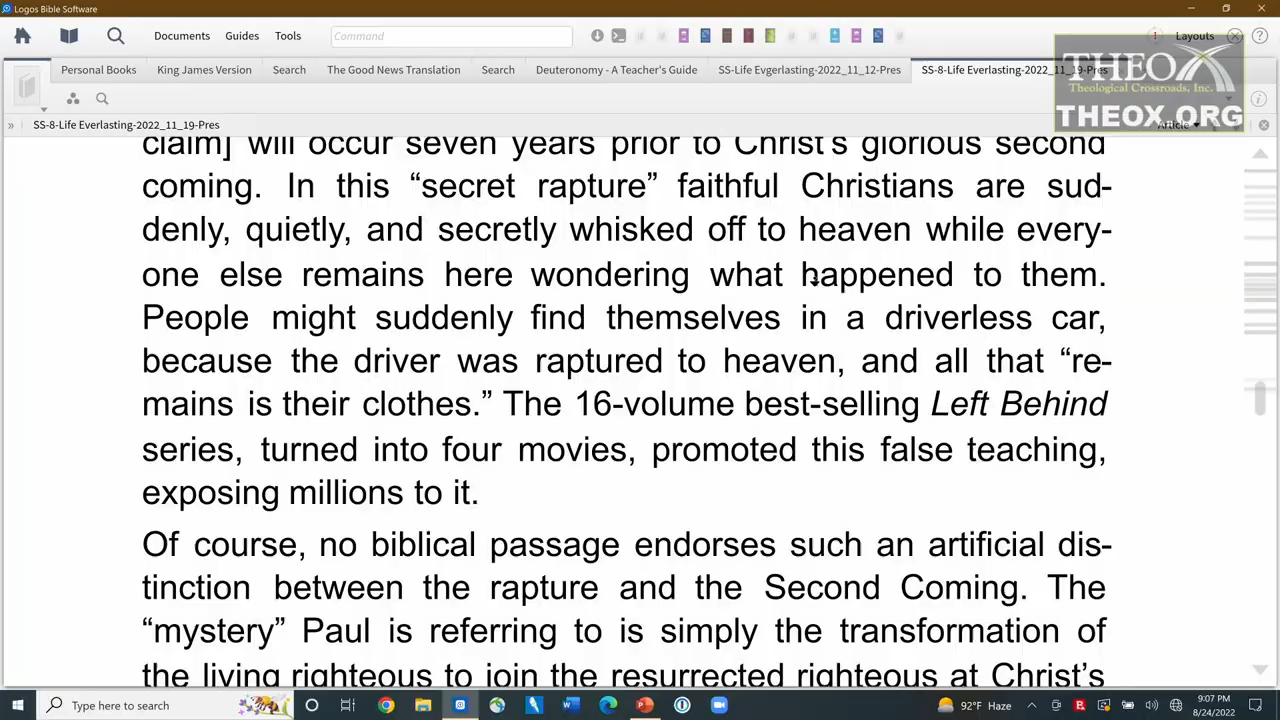 Logos Bible Software
Documents Guides Tools Command Layouts
Personal Books King James Version Search The G Translation Search Deuteronomy - A Teacher's Guide SS-Life Evgerlasting-2022_11_12-Pres SS-8-Life Everlasting-2022_11_19-Pres
THEOX
Theological Crossroads, Inc.
THEOX.ORG
SS-8-Life Everlasting-2022_11_19-Pres Article
claim] will occur seven years prior to Christ's glorious second
coming. In this “secret rapture” faithful Christians are sud-
denly, quietly, and secretly whisked off to heaven while every-
one else remains here wondering what happened to them.
People might suddenly find themselves in a driverless car,
because the driver was raptured to heaven, and all that “re-
mains is their clothes.” The 16-volume best-selling Left Behind
series, turned into four movies, promoted this false teaching,
exposing millions to it.
Of course, no biblical passage endorses such an artificial dis-
tinction between the rapture and the Second Coming. The
“mystery” Paul is referring to is simply the transformation of
the living righteous to join the resurrected righteous at Christ’s
Type here to search
92°F Haze
9:07 PM
8/24/2022